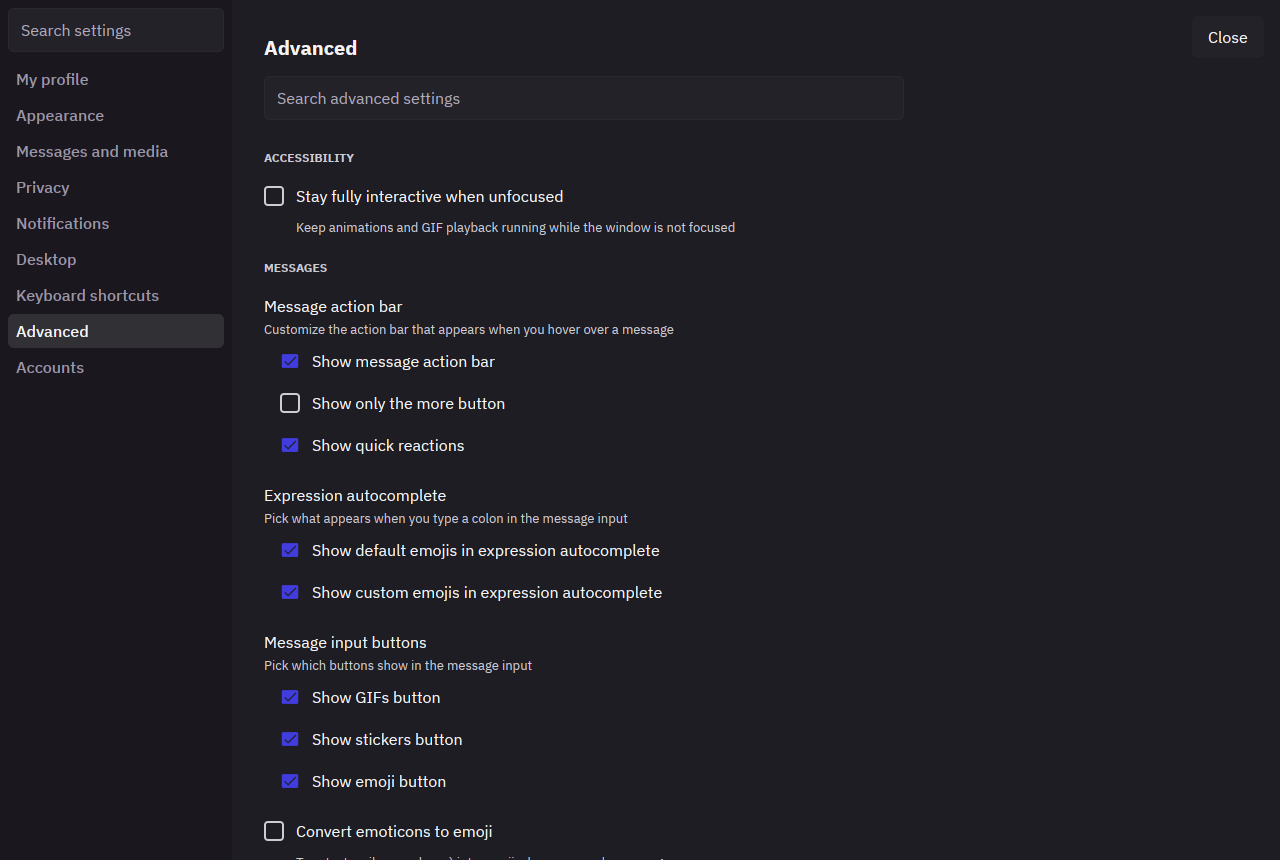 Search settings
My profile
Appearance
Messages and media
Privacy
Notifications
Desktop
Keyboard shortcuts
Advanced
Accounts
Close
Advanced
Search advanced settings
ACCESSIBILITY
Stay fully interactive when unfocused
Keep animations and GIF playback running while the window is not focused
MESSAGES
Message action bar
Customize the action bar that appears when you hover over a message
Show message action bar
Show only the more button
Show quick reactions
Expression autocomplete
Pick what appears when you type a colon in the message input
Show default emojis in expression autocomplete
Show custom emojis in expression autocomplete
Message input buttons
Pick which buttons show in the message input
Show GIFs button
Show stickers button
Show emoji button
Convert emoticons to emoji